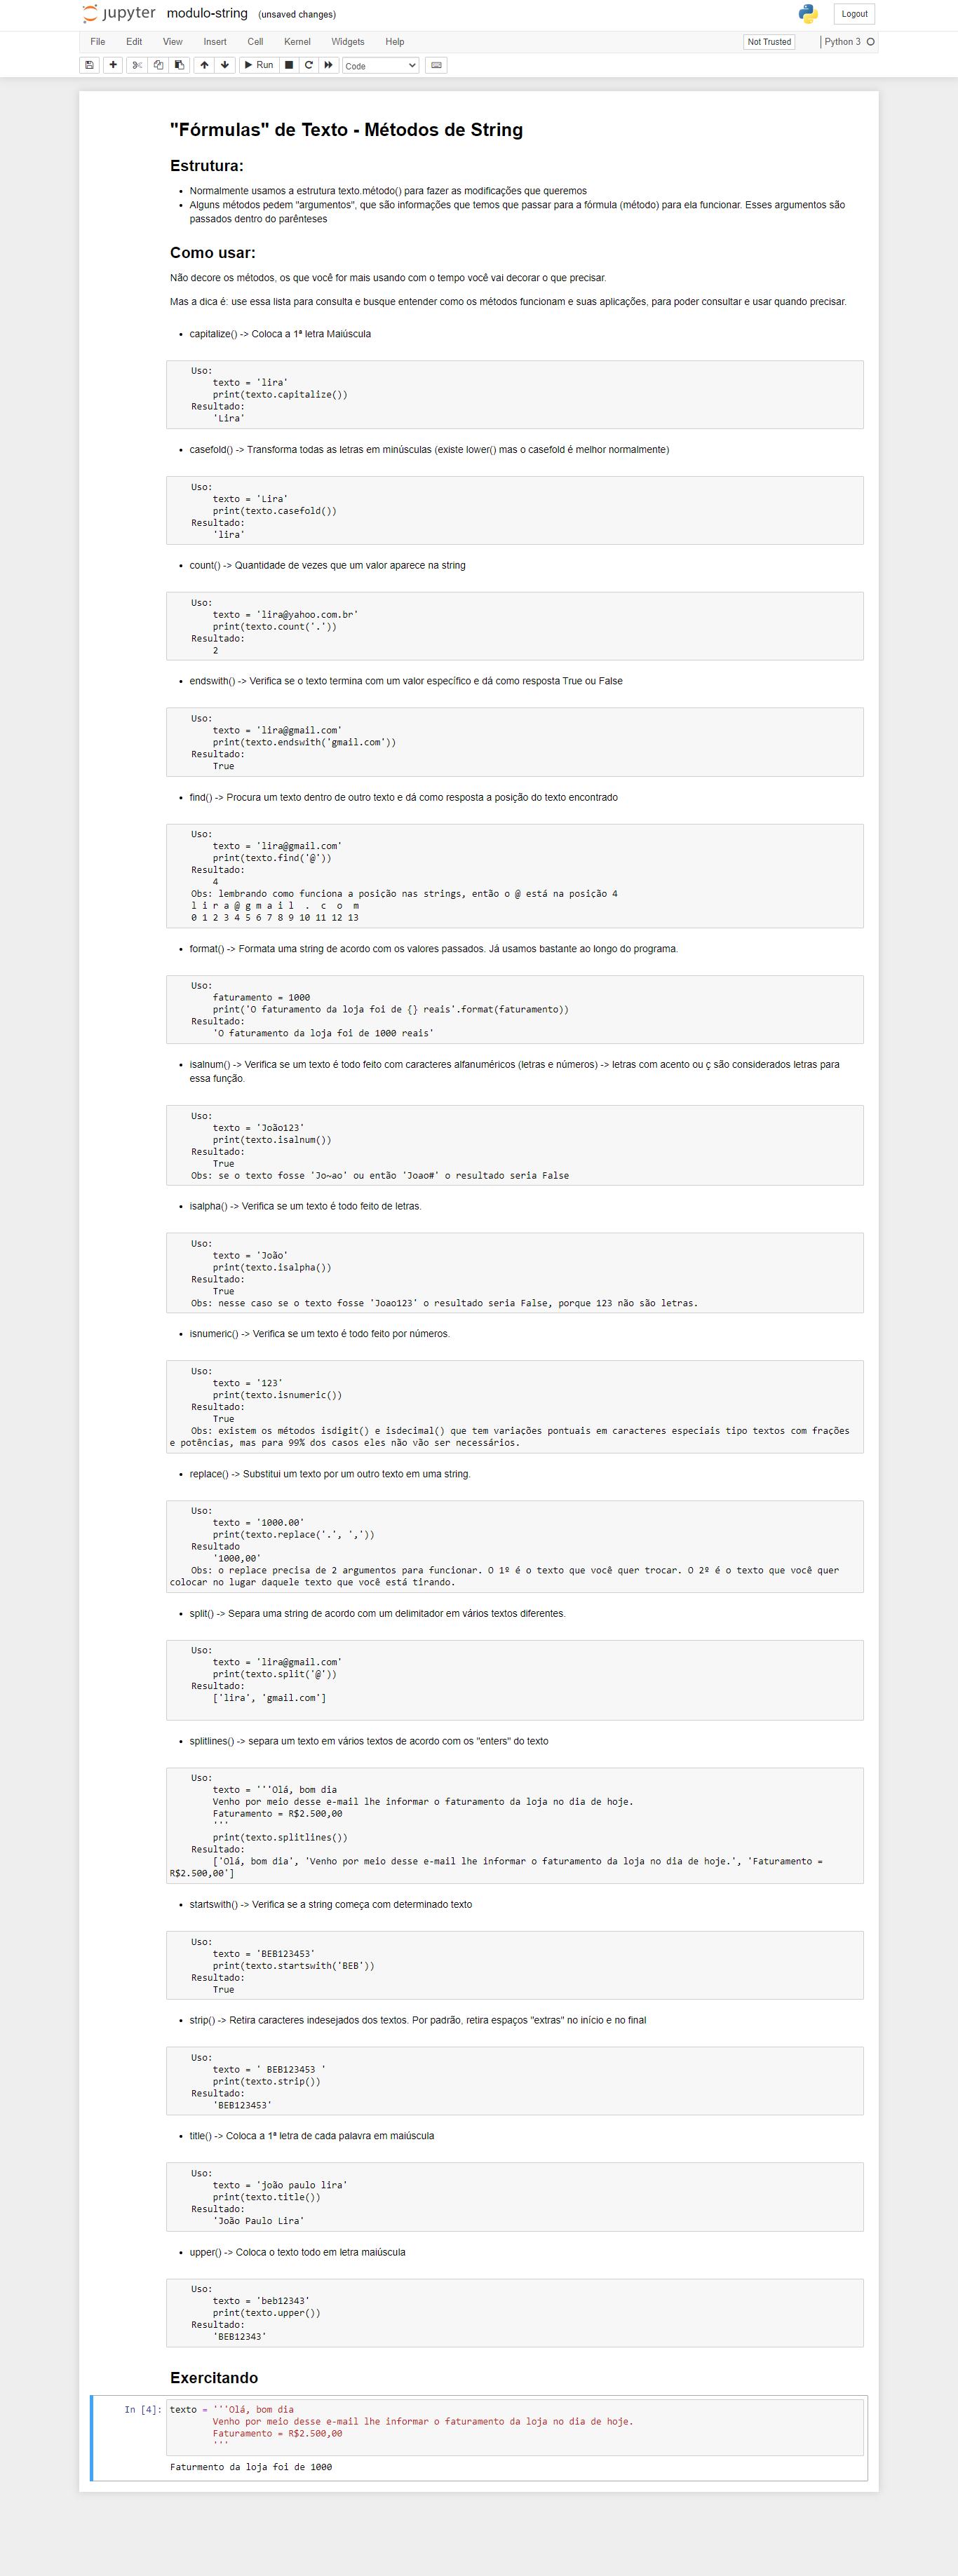 jupyter modulo-string (unsaved changes) Logout
File Edit View Insert Cell Kernel Widgets Help Not Trusted Python 3
Run Code
"Fórmulas" de Texto - Métodos de String
Estrutura:
• Normalmente usamos a estrutura texto.método() para fazer as modificações que queremos
• Alguns métodos pedem "argumentos", que são informações que temos que passar para a fórmula (método) para ela funcionar. Esses argumentos são
passados dentro do parênteses
Como usar:
Não decore os métodos, os que você for mais usando com o tempo você vai decorar o que precisar.
Mas a dica é: use essa lista para consulta e busque entender como os métodos funcionam e suas aplicações, para poder consultar e usar quando precisar.
• capitalize() -> Coloca a 1ª letra Maiúscula
Uso:
texto = 'lira'
print(texto.capitalize())
Resultado:
'Lira'
• casefold() -> Transforma todas as letras em minúsculas (existe lower() mas o casefold é melhor normalmente)
Uso:
texto = 'Lira'
print(texto.casefold())
Resultado:
'lira'
• count() -> Quantidade de vezes que um valor aparece na string
Uso:
texto = 'lira@yahoo.com.br'
print(texto.count('.'))
Resultado:
2
• endswith() -> Verifica se o texto termina com um valor específico e dá como resposta True ou False
Uso:
texto = 'lira@gmail.com'
print(texto.endswith('gmail.com'))
Resultado:
True
• find() -> Procura um texto dentro de outro texto e dá como resposta a posição do texto encontrado
Uso:
texto = 'lira@gmail.com'
print(texto.find('@'))
Resultado:
4
Obs: lembrando como funciona a posição nas strings, então o @ está na posição 4
l i r a @ g m a i l  .  c  o  m
0 1 2 3 4 5 6 7 8 9 10 11 12 13
• format() -> Formata uma string de acordo com os valores passados. Já usamos bastante ao longo do programa.
Uso:
faturamento = 1000
print('O faturamento da loja foi de {} reais'.format(faturamento))
Resultado:
'O faturamento da loja foi de 1000 reais'
• isalnum() -> Verifica se um texto é todo feito com caracteres alfanuméricos (letras e números) -> letras com acento ou ç são considerados letras para
essa função.
Uso:
texto = 'João123'
print(texto.isalnum())
Resultado:
True
Obs: se o texto fosse 'Jo~ao' ou então 'Joao#' o resultado seria False
• isalpha() -> Verifica se um texto é todo feito de letras.
Uso:
texto = 'João'
print(texto.isalpha())
Resultado:
True
Obs: nesse caso se o texto fosse 'Joao123' o resultado seria False, porque 123 não são letras.
• isnumeric() -> Verifica se um texto é todo feito por números.
Uso:
texto = '123'
print(texto.isnumeric())
Resultado:
True
Obs: existem os métodos isdigit() e isdecimal() que tem variações pontuais em caracteres especiais tipo textos com frações
e potências, mas para 99% dos casos eles não vão ser necessários.
• replace() -> Substitui um texto por um outro texto em uma string.
Uso:
texto = '1000.00'
print(texto.replace('.', ','))
Resultado
'1000,00'
Obs: o replace precisa de 2 argumentos para funcionar. O 1º é o texto que você quer trocar. O 2º é o texto que você quer
colocar no lugar daquele texto que você está tirando.
• split() -> Separa uma string de acordo com um delimitador em vários textos diferentes.
Uso:
texto = 'lira@gmail.com'
print(texto.split('@'))
Resultado:
['lira', 'gmail.com']
• splitlines() -> separa um texto em vários textos de acordo com os "enters" do texto
Uso:
texto = '''Olá, bom dia
Venho por meio desse e-mail lhe informar o faturamento da loja no dia de hoje.
Faturamento = R$2.500,00
'''
print(texto.splitlines())
Resultado:
['Olá, bom dia', 'Venho por meio desse e-mail lhe informar o faturamento da loja no dia de hoje.', 'Faturamento =
R$2.500,00']
• startswith() -> Verifica se a string começa com determinado texto
Uso:
texto = 'BEB123453'
print(texto.startswith('BEB'))
Resultado:
True
• strip() -> Retira caracteres indesejados dos textos. Por padrão, retira espaços "extras" no início e no final
Uso:
texto = ' BEB123453 '
print(texto.strip())
Resultado:
'BEB123453'
• title() -> Coloca a 1ª letra de cada palavra em maiúscula
Uso:
texto = 'joão paulo lira'
print(texto.title())
Resultado:
'João Paulo Lira'
• upper() -> Coloca o texto todo em letra maiúscula
Uso:
texto = 'beb12343'
print(texto.upper())
Resultado:
'BEB12343'
Exercitando
In [4]: texto = '''Olá, bom dia
Venho por meio desse e-mail lhe informar o faturamento da loja no dia de hoje.
Faturamento = R$2.500,00
'''
Faturmento da loja foi de 1000